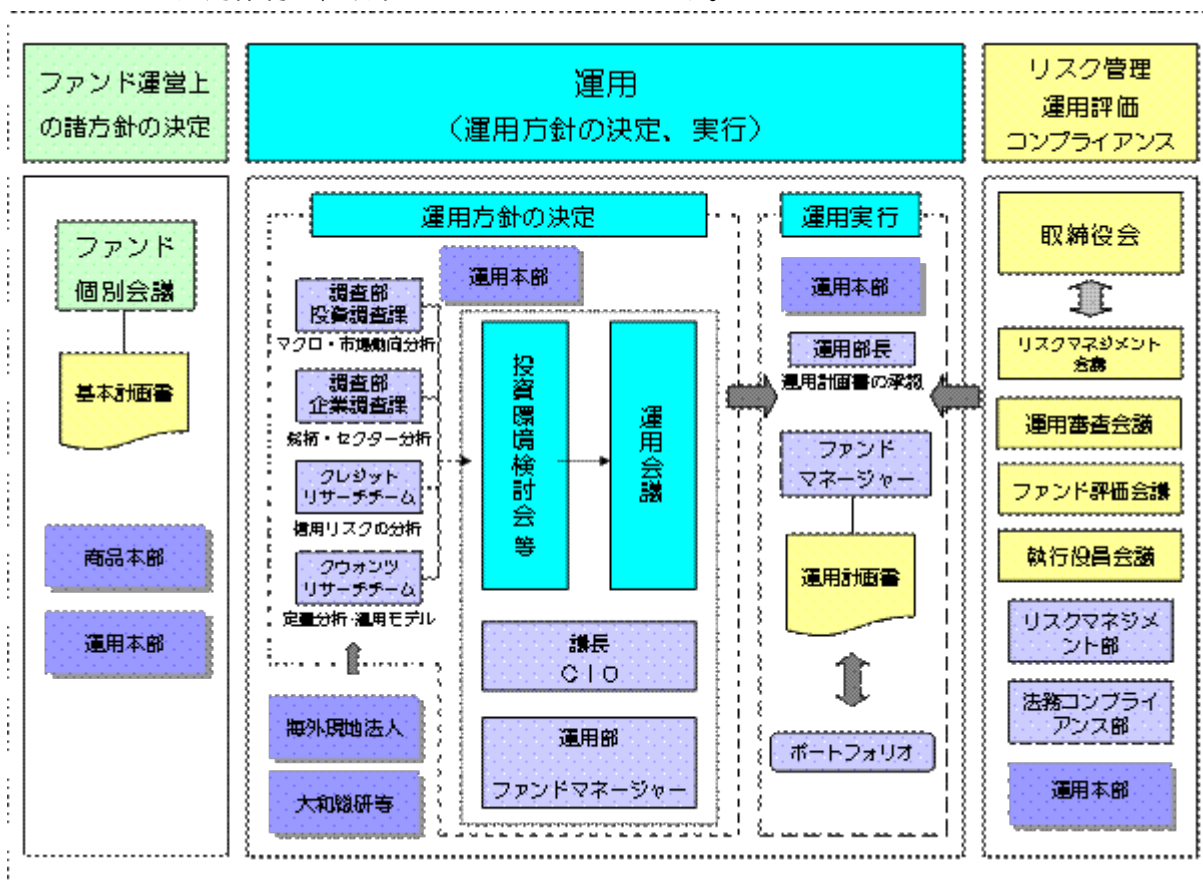 ファンド運営上
の諸方針の決定
運用
（運用方針の決定、実行）
リスク管理
運用評価
コンプライアンス
ファンド
個別会議
基本計画書
商品本部
運用本部
運用方針の決定
運用本部
調査部
投資調査課
マクロ・市場動向分析
調査部
企業調査課
銘柄・セクター分析
クレジット
リサーチチーム
信用リスクの分析
クウォンツ
リサーチチーム
定量分析・運用モデル
海外現地法人
大和総研等
投資環境検討会等
運用会議
議長
CIO
運用部
ファンドマネージャー
運用実行
運用本部
運用部長
運用計画書の承認
ファンド
マネージャー
運用計画書
ポートフォリオ
取締役会
リスクマネジメント
会議
運用審査会議
ファンド評価会議
執行役員会議
リスクマネジメ
ント部
法務コンプライ
アンス部
運用本部